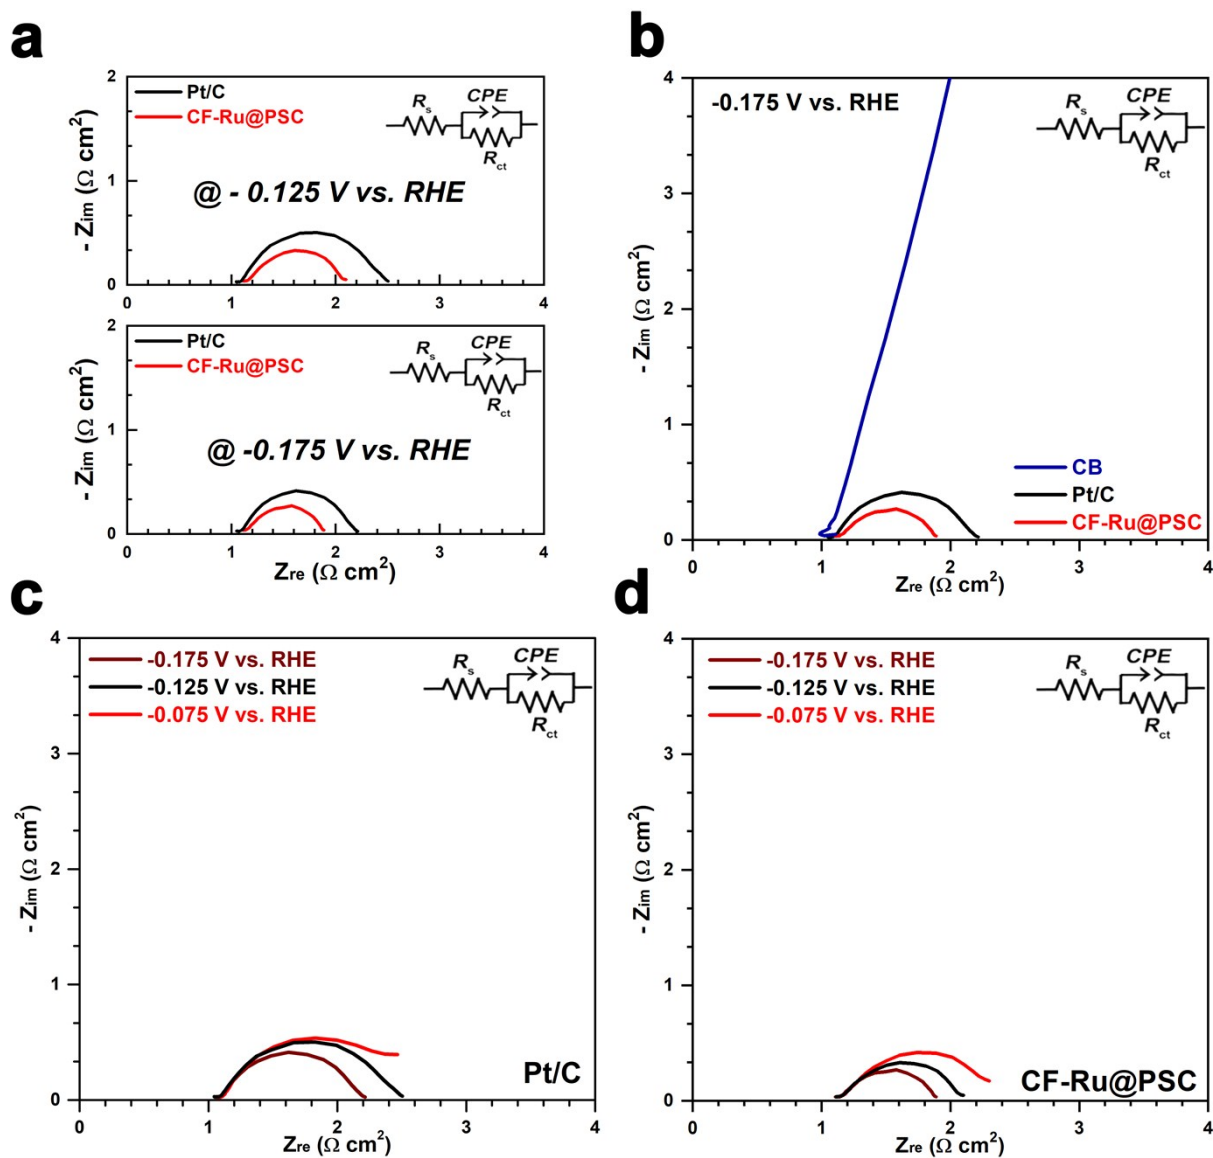 a
2
1
0
- Zim (Ω cm²)
Pt/C
CF-Ru@PSC
Rs
CPE
Rct
@ - 0.125 V vs. RHE
0 1 2 3 4
2
1
0
- Zim (Ω cm²)
Pt/C
CF-Ru@PSC
Rs
CPE
Rct
@ -0.175 V vs. RHE
0 1 2 3 4
Zre (Ω cm²)
b
4
3
2
1
0
- Zim (Ω cm²)
-0.175 V vs. RHE
Rs
CPE
Rct
CB
Pt/C
CF-Ru@PSC
0 1 2 3 4
Zre (Ω cm²)
c
4
3
2
1
0
- Zim (Ω cm²)
-0.175 V vs. RHE
-0.125 V vs. RHE
-0.075 V vs. RHE
Rs
CPE
Rct
Pt/C
0 1 2 3 4
Zre (Ω cm²)
d
4
3
2
1
0
- Zim (Ω cm²)
-0.175 V vs. RHE
-0.125 V vs. RHE
-0.075 V vs. RHE
Rs
CPE
Rct
CF-Ru@PSC
0 1 2 3 4
Zre (Ω cm²)